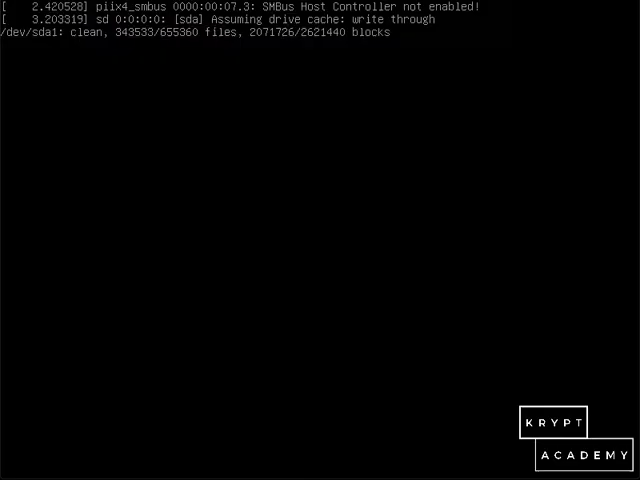 [    2.420528] piix4_smbus 0000:00:07.3: SMBus Host Controller not enabled!
[    3.203319] sd 0:0:0:0: [sda] Assuming drive cache: write through
/dev/sda1: clean, 343533/655360 files, 2071726/2621440 blocks
KRYPT
ACADEMY